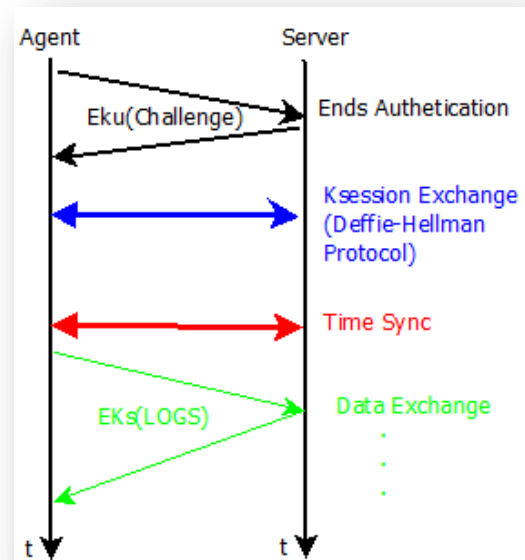 Agent
Server
Eku(Challenge)
Ends Authetication
Ksession Exchange
(Deffie-Hellman
Protocol)
Time Sync
EKs(LOGS)
Data Exchange
.
.
.
t
t